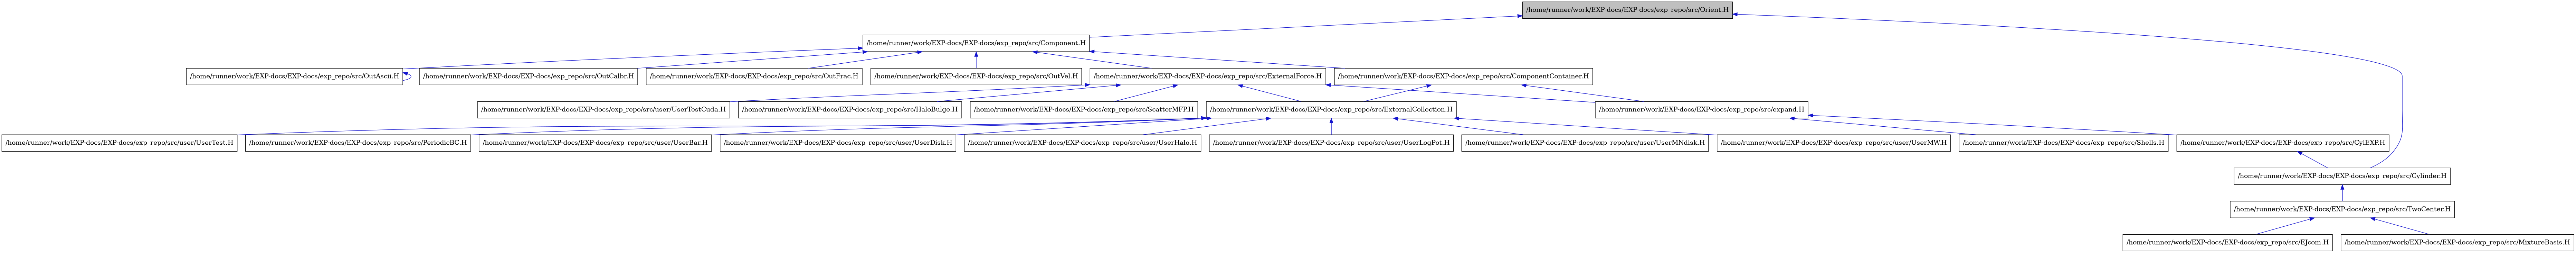 /home/runner/work/EXP-docs/EXP-docs/exp_repo/src/Orient.H
/home/runner/work/EXP-docs/EXP-docs/exp_repo/src/Component.H
/home/runner/work/EXP-docs/EXP-docs/exp_repo/src/OutAscii.H
/home/runner/work/EXP-docs/EXP-docs/exp_repo/src/OutCalbr.H
/home/runner/work/EXP-docs/EXP-docs/exp_repo/src/OutFrac.H
/home/runner/work/EXP-docs/EXP-docs/exp_repo/src/OutVel.H
/home/runner/work/EXP-docs/EXP-docs/exp_repo/src/ExternalForce.H
/home/runner/work/EXP-docs/EXP-docs/exp_repo/src/ComponentContainer.H
/home/runner/work/EXP-docs/EXP-docs/exp_repo/src/user/UserTestCuda.H
/home/runner/work/EXP-docs/EXP-docs/exp_repo/src/HaloBulge.H
/home/runner/work/EXP-docs/EXP-docs/exp_repo/src/ScatterMFP.H
/home/runner/work/EXP-docs/EXP-docs/exp_repo/src/ExternalCollection.H
/home/runner/work/EXP-docs/EXP-docs/exp_repo/src/expand.H
/home/runner/work/EXP-docs/EXP-docs/exp_repo/src/user/UserTest.H
/home/runner/work/EXP-docs/EXP-docs/exp_repo/src/PeriodicBC.H
/home/runner/work/EXP-docs/EXP-docs/exp_repo/src/user/UserBar.H
/home/runner/work/EXP-docs/EXP-docs/exp_repo/src/user/UserDisk.H
/home/runner/work/EXP-docs/EXP-docs/exp_repo/src/user/UserHalo.H
/home/runner/work/EXP-docs/EXP-docs/exp_repo/src/user/UserLogPot.H
/home/runner/work/EXP-docs/EXP-docs/exp_repo/src/user/UserMNdisk.H
/home/runner/work/EXP-docs/EXP-docs/exp_repo/src/user/UserMW.H
/home/runner/work/EXP-docs/EXP-docs/exp_repo/src/Shells.H
/home/runner/work/EXP-docs/EXP-docs/exp_repo/src/CylEXP.H
/home/runner/work/EXP-docs/EXP-docs/exp_repo/src/Cylinder.H
/home/runner/work/EXP-docs/EXP-docs/exp_repo/src/TwoCenter.H
/home/runner/work/EXP-docs/EXP-docs/exp_repo/src/EJcom.H
/home/runner/work/EXP-docs/EXP-docs/exp_repo/src/MixtureBasis.H